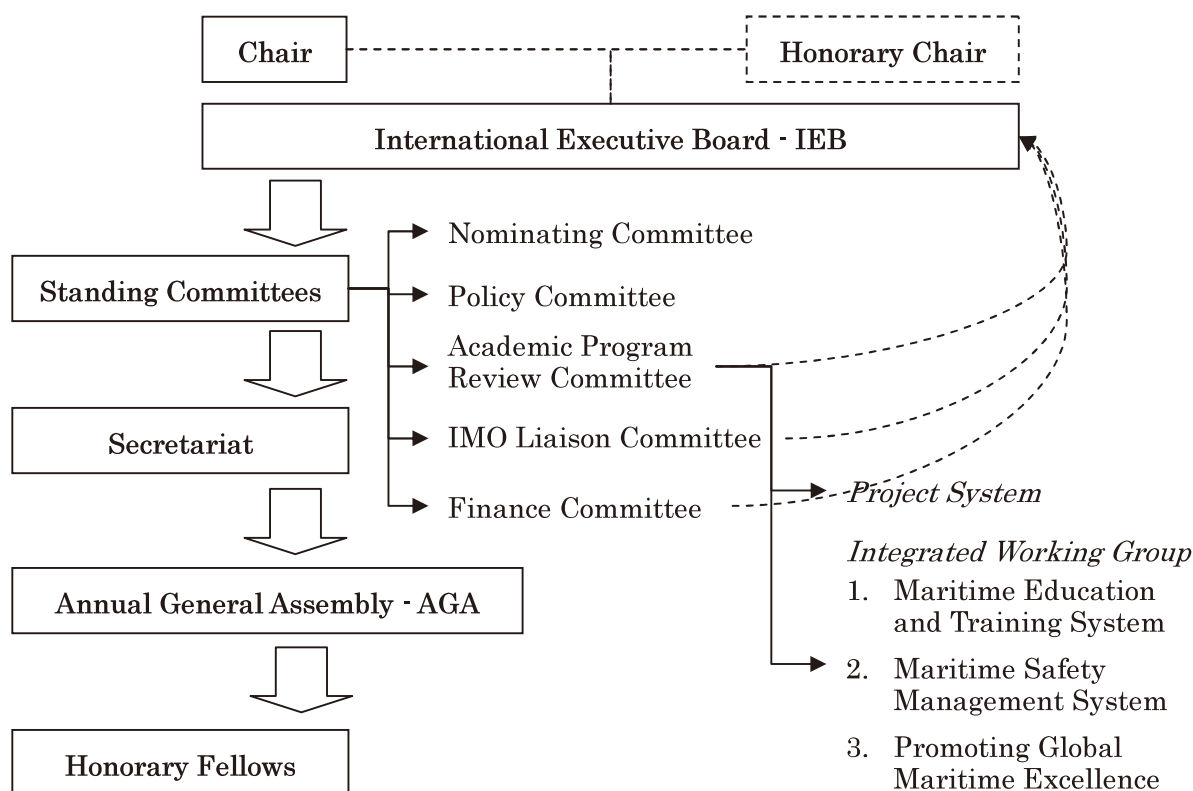 Chair
Honorary Chair
International Executive Board - IEB
Nominating Committee
Standing Committees
Policy Committee
Academic Program
Review Committee
Secretariat
IMO Liaison Committee
Project System
Finance Committee
Integrated Working Group
1. Maritime Education
and Training System
Annual General Assembly - AGA
2. Maritime Safety
Management System
3. Promoting Global
Maritime Excellence
Honorary Fellows